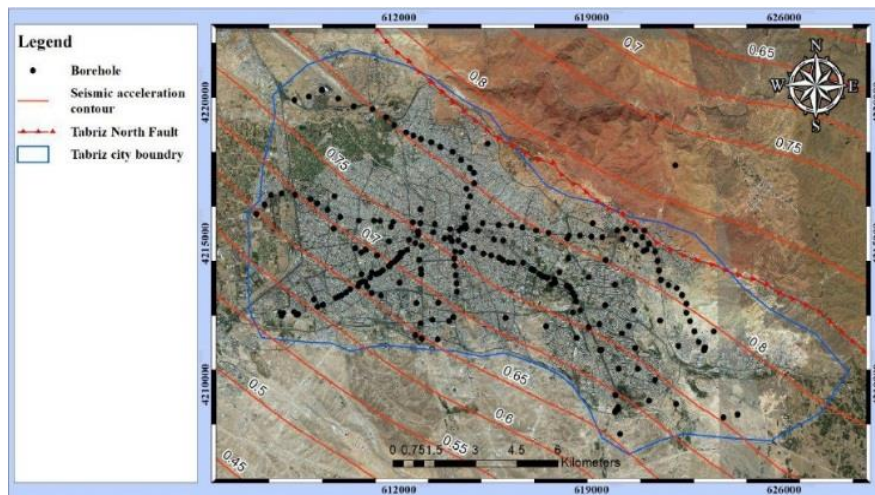 612000 619000 626000
Legend
Borehole
Seismic acceleration
contour
Tabriz North Fault
Tabriz city boundry
N
W E
S
4220000
4215000
4210000
0.7
0.65
0.8
0.75
0.75
0.7
0.8
0.65
0.6
0.55
0.5
0.45
0 0.75 1.5 3 4.5 6
Kilometers
612000 619000 626000